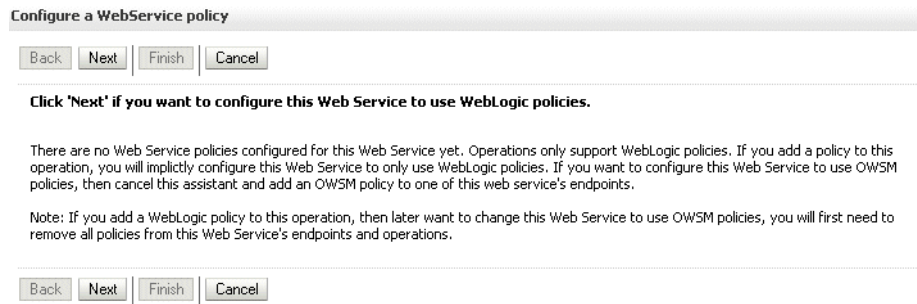 Configure a WebService policy
Back Next Finish Cancel
Click 'Next' if you want to configure this Web Service to use WebLogic policies.
There are no Web Service policies configured for this Web Service yet. Operations only support WebLogic policies. If you add a policy to this
operation, you will implictly configure this Web Service to only use WebLogic policies. If you want to configure this Web Service to use OWSM
policies, then cancel this assistant and add an OWSM policy to one of this web service's endpoints.
Note: If you add a WebLogic policy to this operation, then later want to change this Web Service to use OWSM policies, you will first need to
remove all policies from this Web Service's endpoints and operations.
Back Next Finish Cancel